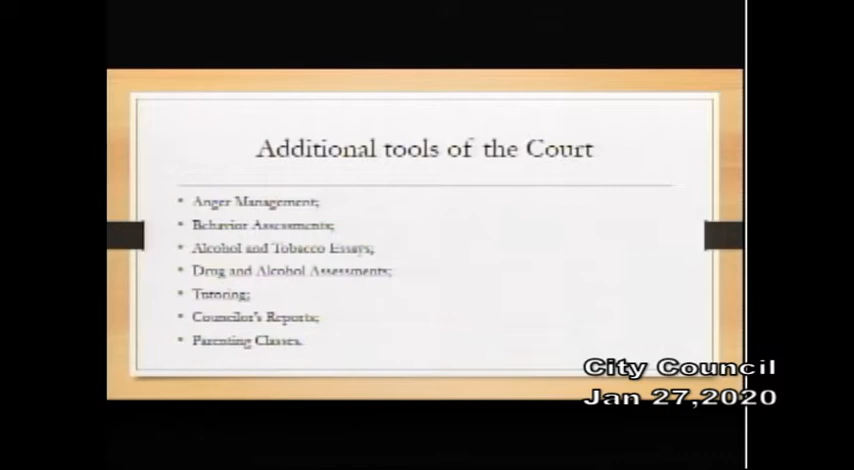 Additional tools of the Court
• Anger Management;
• Behavior Assessments;
• Alcohol and Tobacco Essays;
• Drug and Alcohol Assessments;
• Tutoring;
• Councilor's Reports;
• Parenting Classes.
City Council
Jan 27,2020